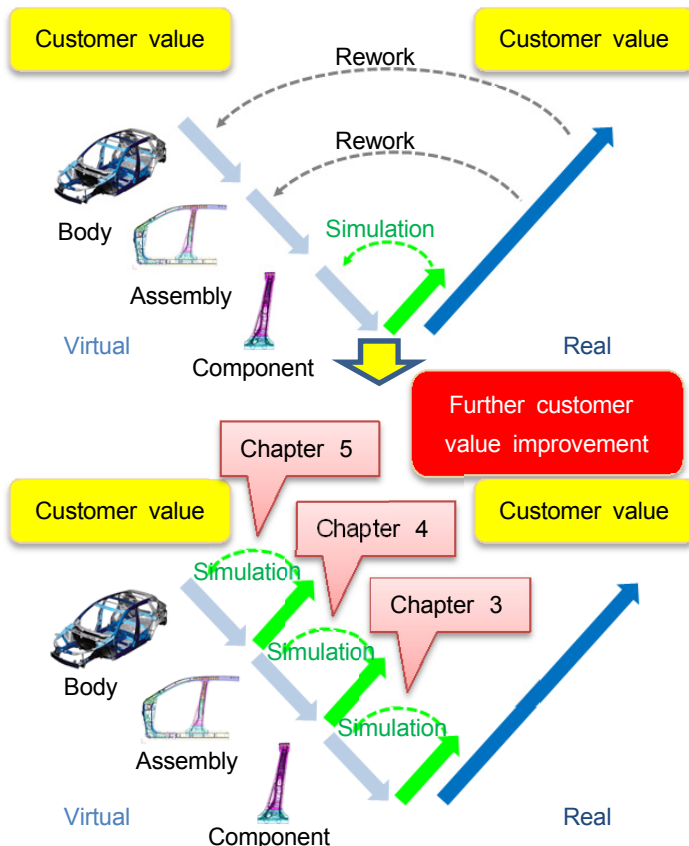 Customer value
Customer value
Rework
Rework
Simulation
Body
Assembly
Component
Virtual
Real
Further customer
value improvement
Chapter 5
Customer value
Customer value
Chapter 4
Simulation
Chapter 3
Simulation
Body
Simulation
Assembly
Component
Virtual
Real